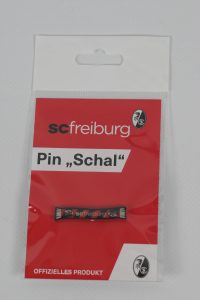 scfreiburg
Pin „Schal“
OFFIZIELLES PRODUKT